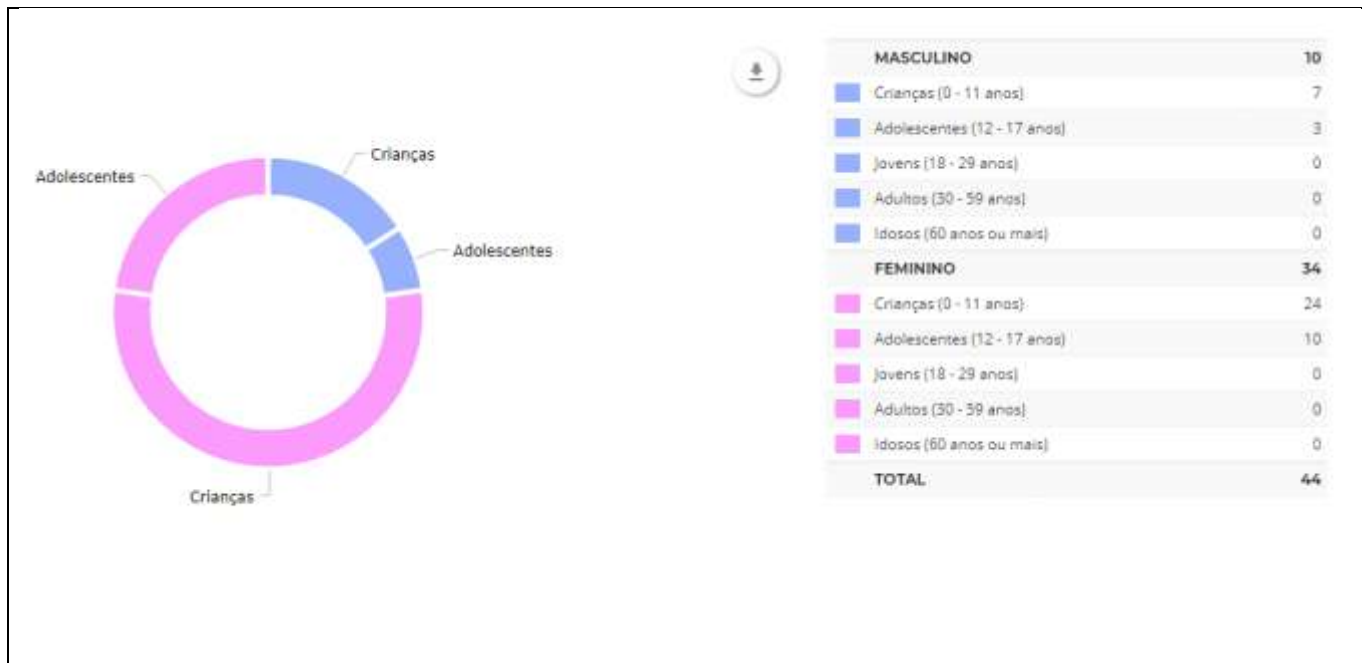 Crianças
Adolescentes
Adolescentes
Crianças
MASCULINO 10
Crianças (0 - 11 anos) 7
Adolescentes (12 - 17 anos) 3
Jovens (18 - 29 anos) 0
Adultos (30 - 59 anos) 0
Idosos (60 anos ou mais) 0
FEMININO 34
Crianças (0 - 11 anos) 24
Adolescentes (12 - 17 anos) 10
Jovens (18 - 29 anos) 0
Adultos (30 - 59 anos) 0
Idosos (60 anos ou mais) 0
TOTAL 44